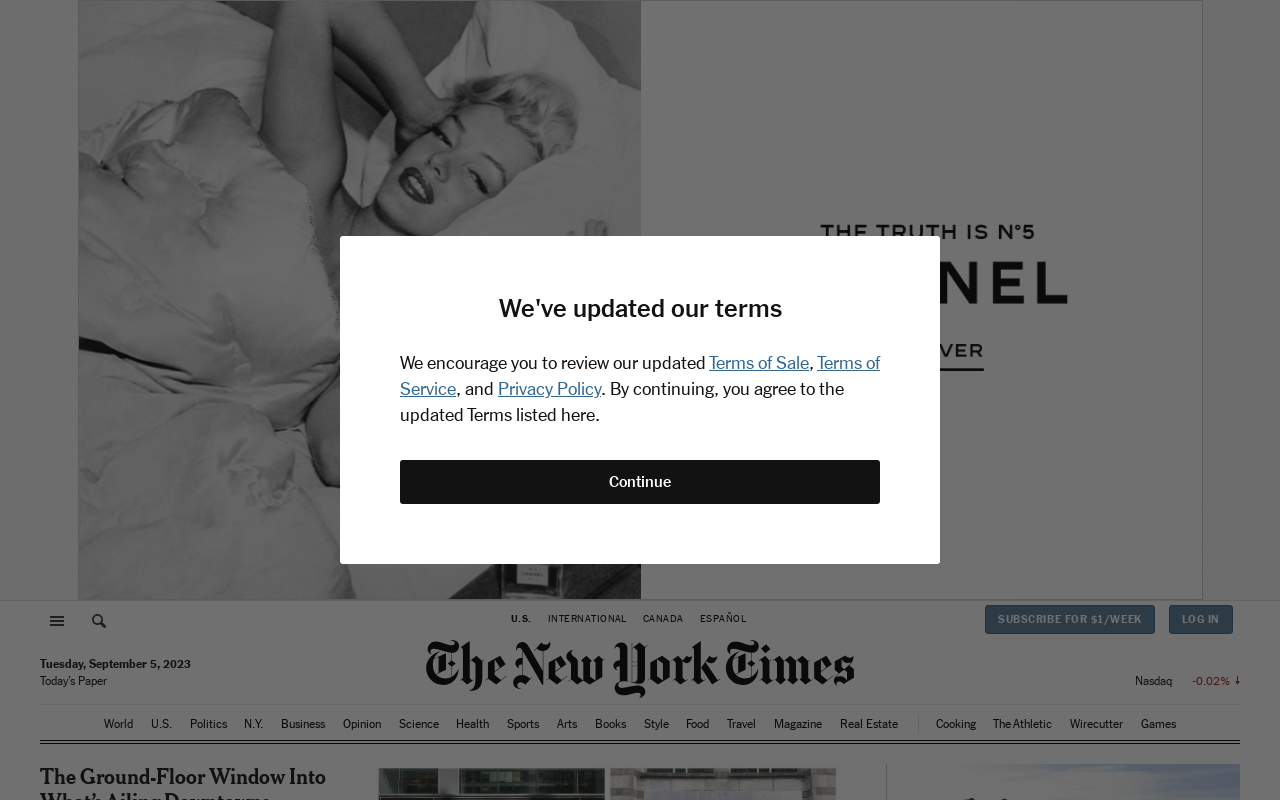 THE TRUTH IS N°5
NEL
VER
We've updated our terms
We encourage you to review our updated Terms of Sale, Terms of
Service, and Privacy Policy. By continuing, you agree to the
updated Terms listed here.
Continue
U.S. INTERNATIONAL CANADA ESPAÑOL
SUBSCRIBE FOR $1/WEEK LOG IN
The New York Times
Tuesday, September 5, 2023
Today's Paper
Nasdaq -0.02%
World U.S. Politics N.Y. Business Opinion Science Health Sports Arts Books Style Food Travel Magazine Real Estate Cooking The Athletic Wirecutter Games
The Ground-Floor Window Into
What's Ailing Downtowns